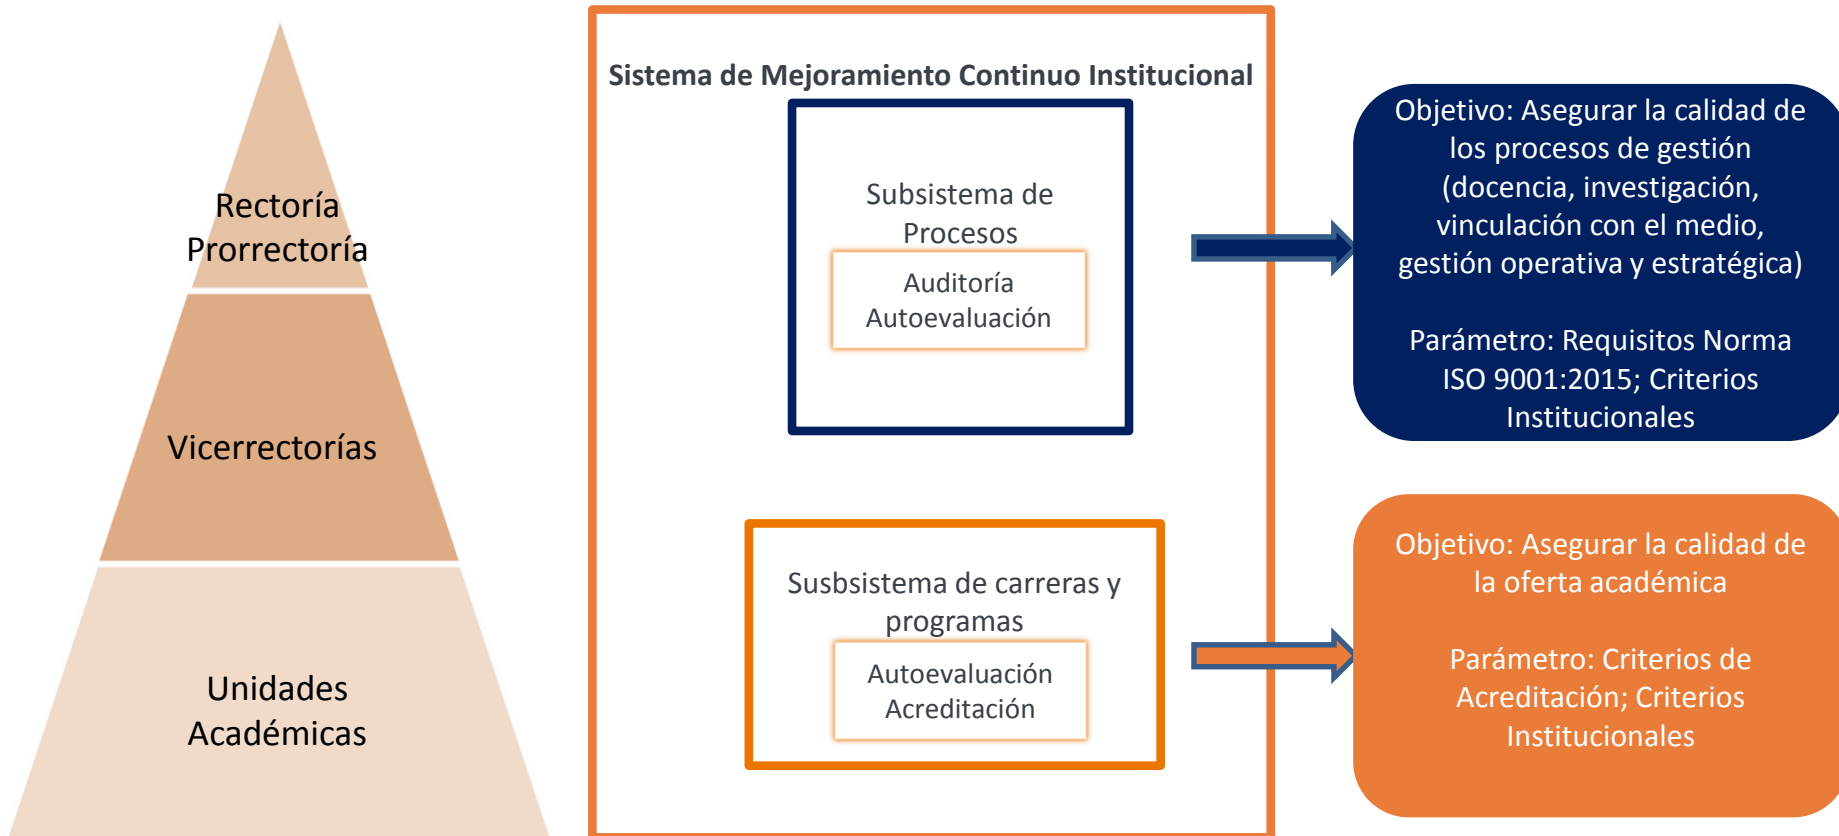 Rectoría
Prorrectoría
Vicerrectorías
Unidades
Académicas
Sistema de Mejoramiento Continuo Institucional
Subsistema de
Procesos
Auditoría
Autoevaluación
Susbsistema de carreras y
programas
Autoevaluación
Acreditación
Objetivo: Asegurar la calidad de
los procesos de gestión
(docencia, investigación,
vinculación con el medio,
gestión operativa y estratégica)
Parámetro: Requisitos Norma
ISO 9001:2015; Criterios
Institucionales
Objetivo: Asegurar la calidad de
la oferta académica
Parámetro: Criterios de
Acreditación; Criterios
Institucionales